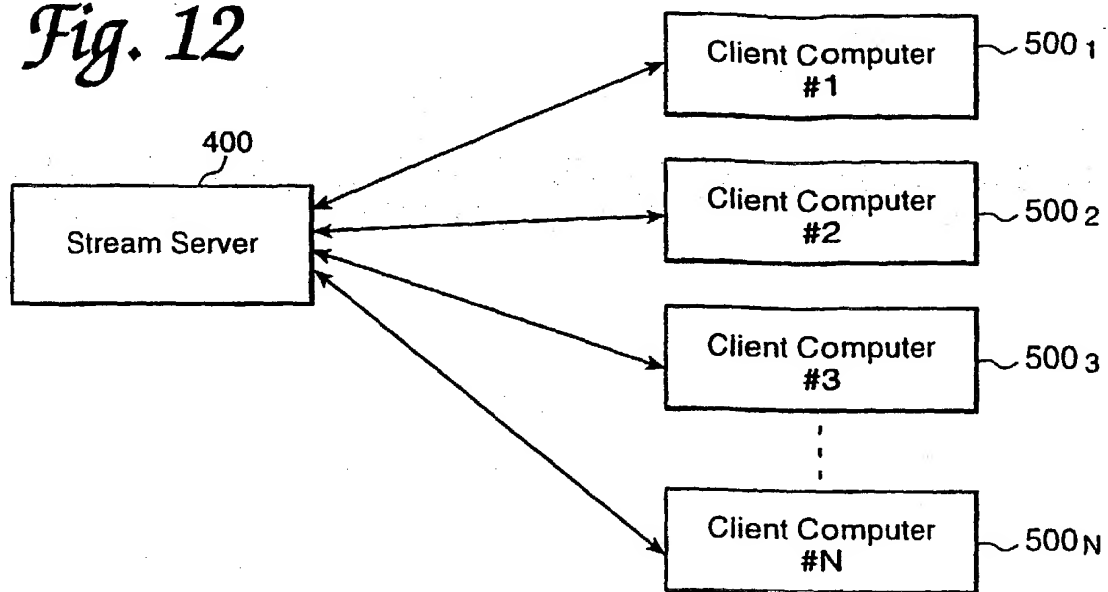 Fig. 12
400
Stream Server
Client Computer
#1
500 1
Client Computer
#2
500 2
Client Computer
#3
500 3
Client Computer
#N
500 N